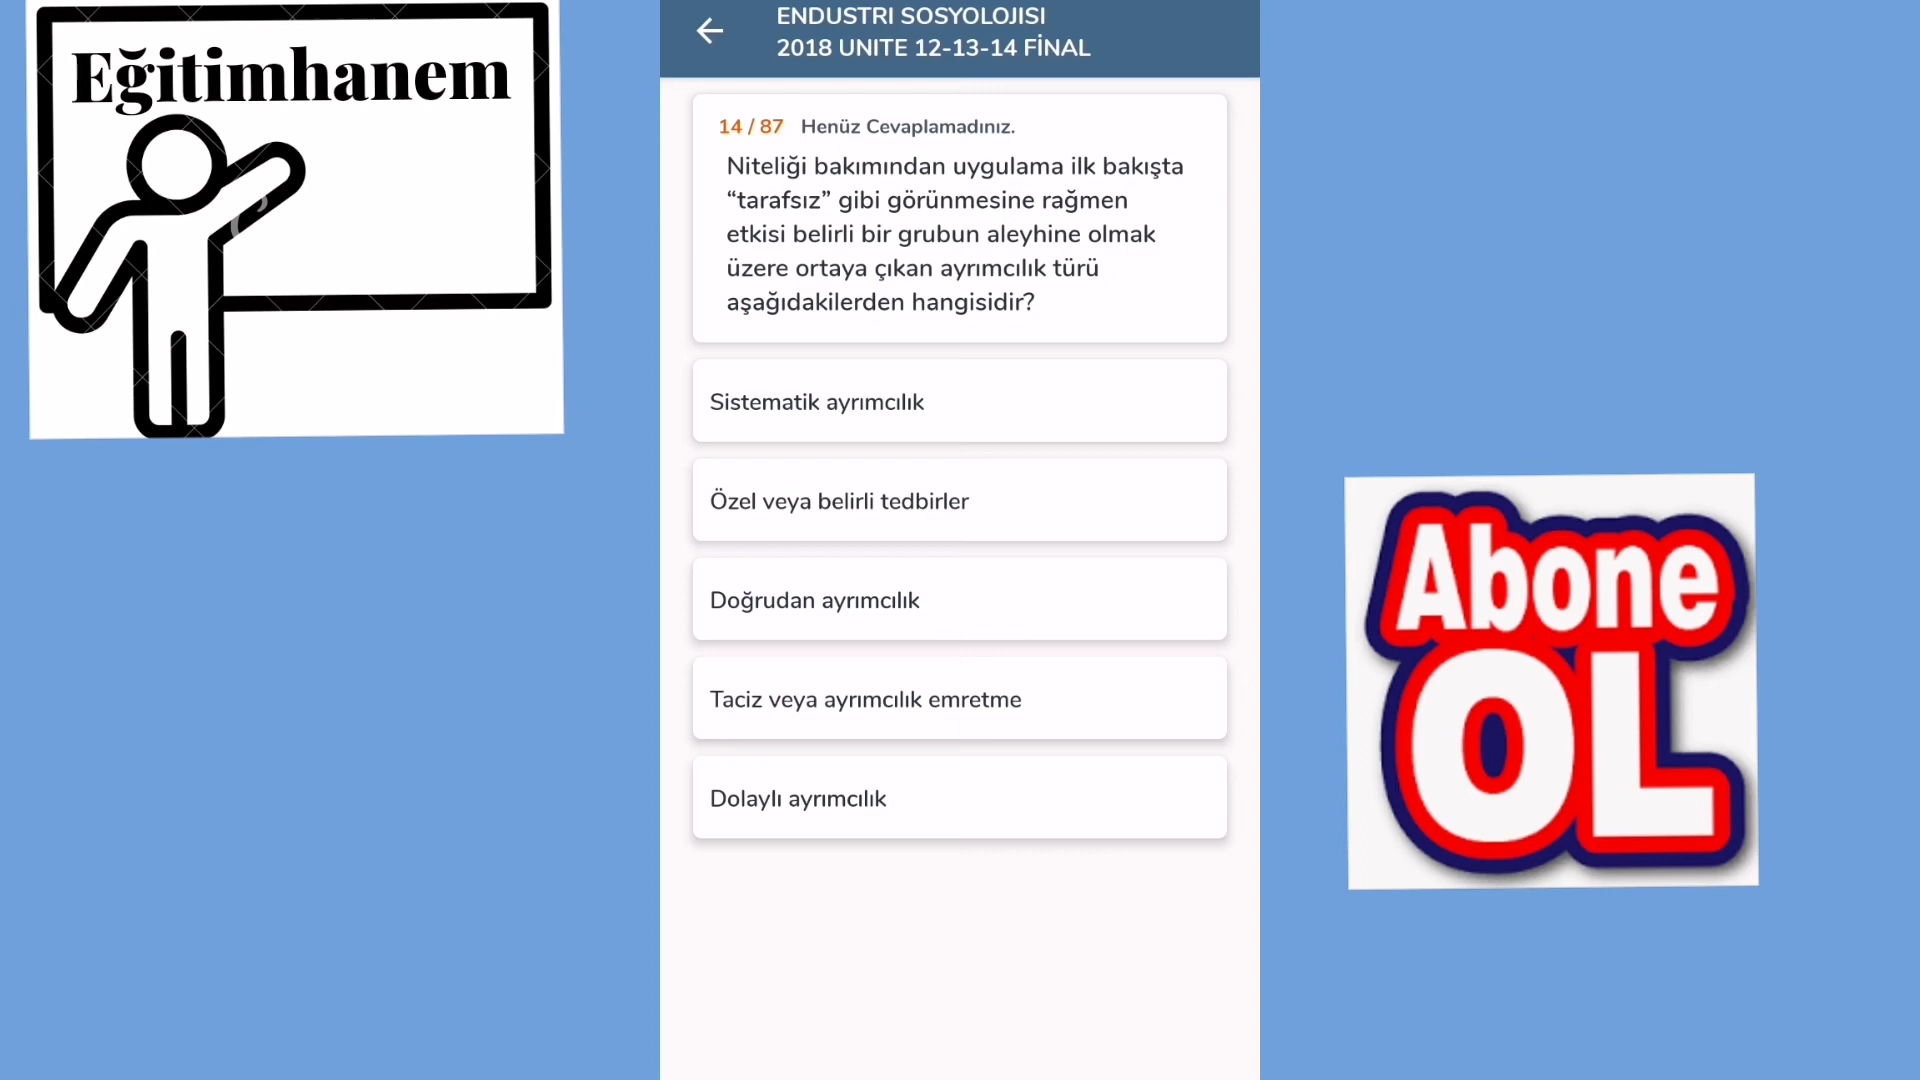 Eğitimhanem
ENDUSTRI SOSYOLOJISI
2018 UNITE 12-13-14 FİNAL
14 / 87 Henüz Cevaplamadınız.
Niteliği bakımından uygulama ilk bakışta
“tarafsız” gibi görünmesine rağmen
etkisi belirli bir grubun aleyhine olmak
üzere ortaya çıkan ayrımcılık türü
aşağıdakilerden hangisidir?
Sistematik ayrımcılık
Özel veya belirli tedbirler
Doğrudan ayrımcılık
Taciz veya ayrımcılık emretme
Dolaylı ayrımcılık
Abone
OL